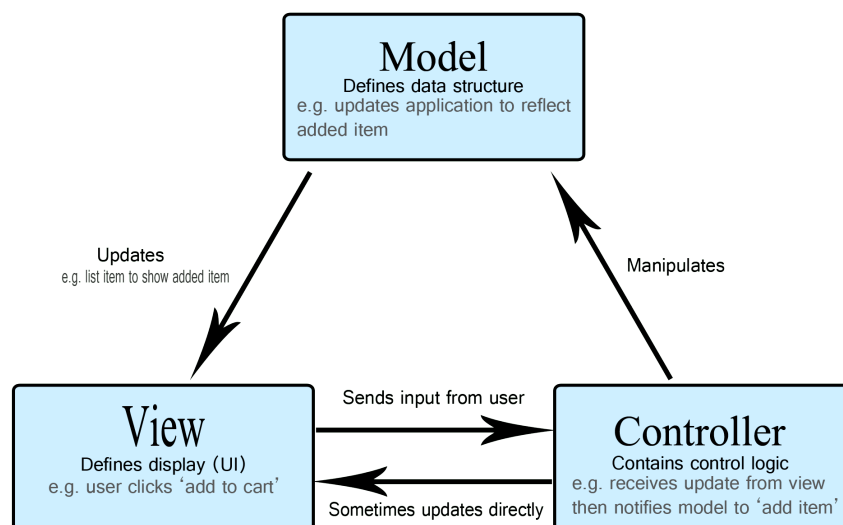 Model
Defines data structure
e.g. updates application to reflect
added item
Updates
e.g. list item to show added item
Manipulates
View
Defines display (UI)
e.g. user clicks ‘add to cart’
Sends input from user
Sometimes updates directly
Controller
Contains control logic
e.g. receives update from view
then notifies model to ‘add item’